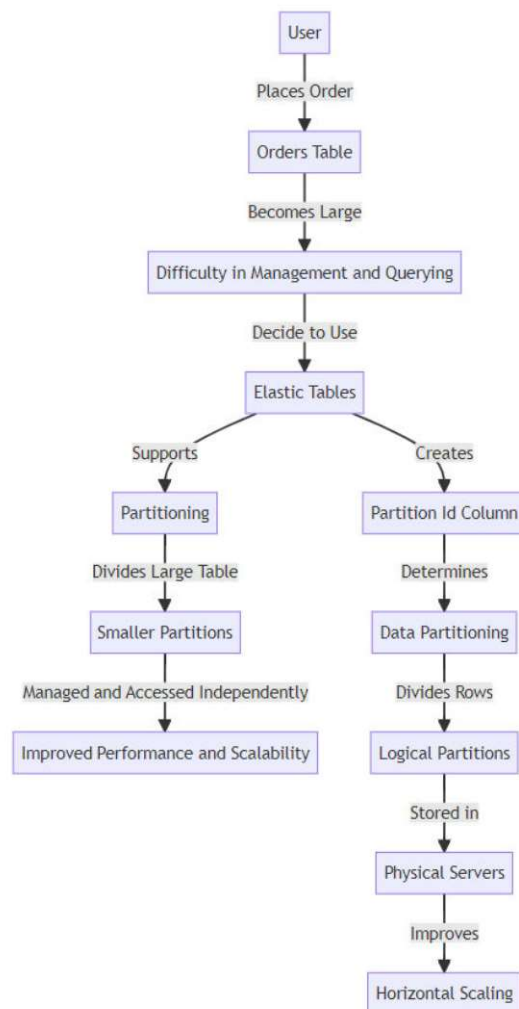 User
Places Order
Orders Table
Becomes Large
Difficulty in Management and Querying
Decide to Use
Elastic Tables
Supports
Creates
Partitioning
Partition Id Column
Divides Large Table
Determines
Smaller Partitions
Data Partitioning
Managed and Accessed Independently
Divides Rows
Improved Performance and Scalability
Logical Partitions
Stored in
Physical Servers
Improves
Horizontal Scaling